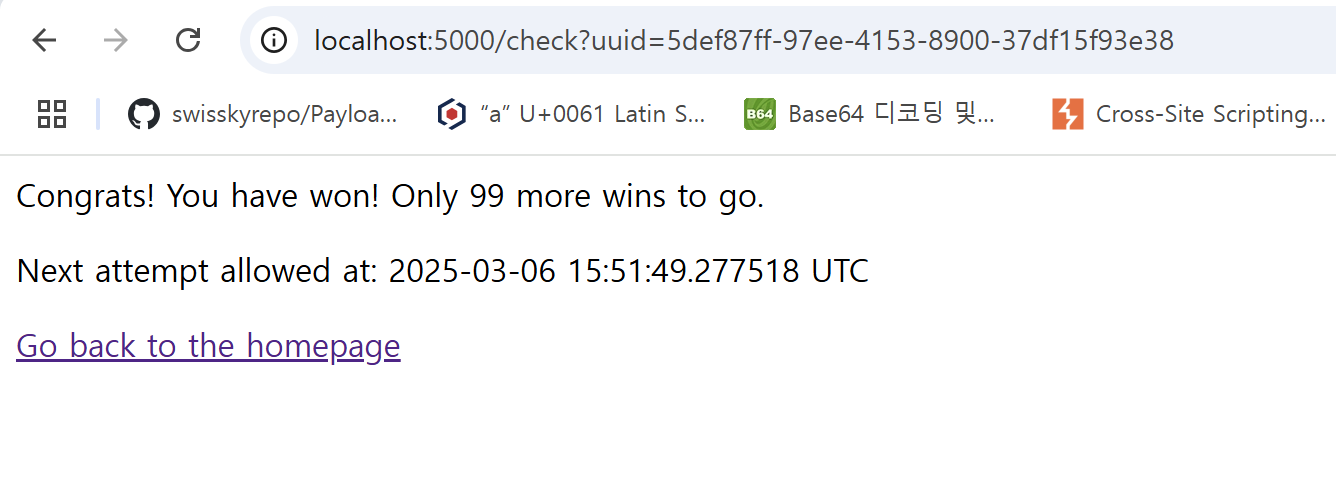 localhost:5000/check?uuid=5def87ff-97ee-4153-8900-37df15f93e38
swisskyrepo/Payloa... “a” U+0061 Latin S... B64 Base64 디코딩 및... Cross-Site Scripting...
Congrats! You have won! Only 99 more wins to go.
Next attempt allowed at: 2025-03-06 15:51:49.277518 UTC
Go back to the homepage